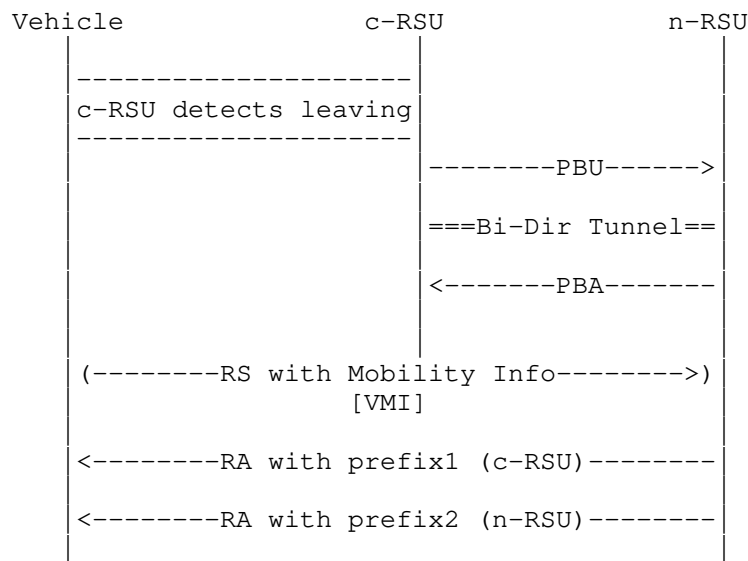 Vehicle c-RSU n-RSU
c-RSU detects leaving
PBU
Bi-Dir Tunnel
PBA
RS with Mobility Info
[VMI]
RA with prefix1 (c-RSU)
RA with prefix2 (n-RSU)